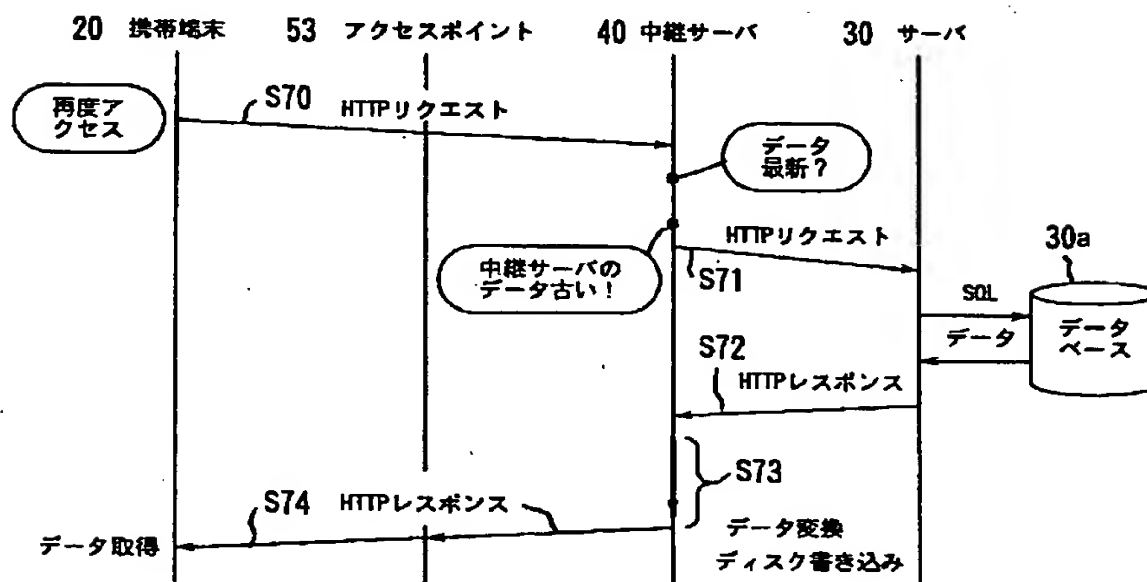 20 携帯端末
53 アクセスポイント
40 中継サーバ
30 サーバ
再度ア
クセス
S70
HTTPリクエスト
データ
最新?
HTTPリクエスト
中継サーバの
データ古い!
S71
30a
SQL
データ
データ
ベース
S72
HTTPレスポンス
S73
S74
HTTPレスポンス
データ変換
データ取得
ディスク書き込み